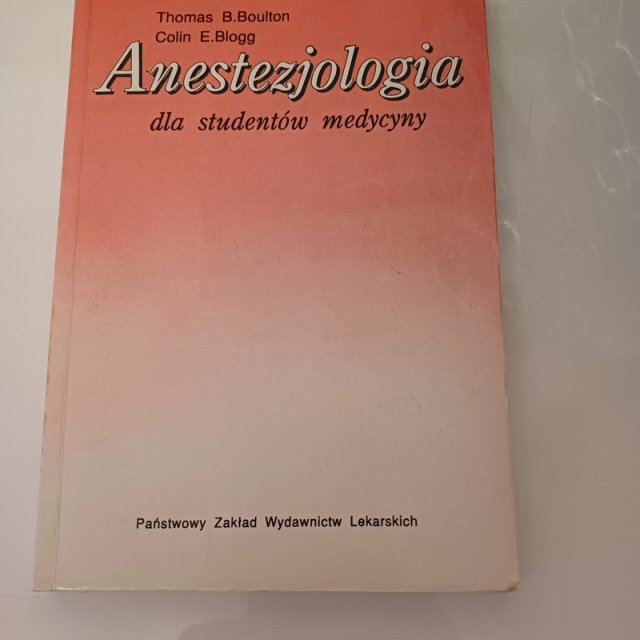 Thomas B.Boulton
Colin E.Blogg
Anestezjologia
dla studentów medycyny
Państwowy Zakład Wydawnictw Lekarskich